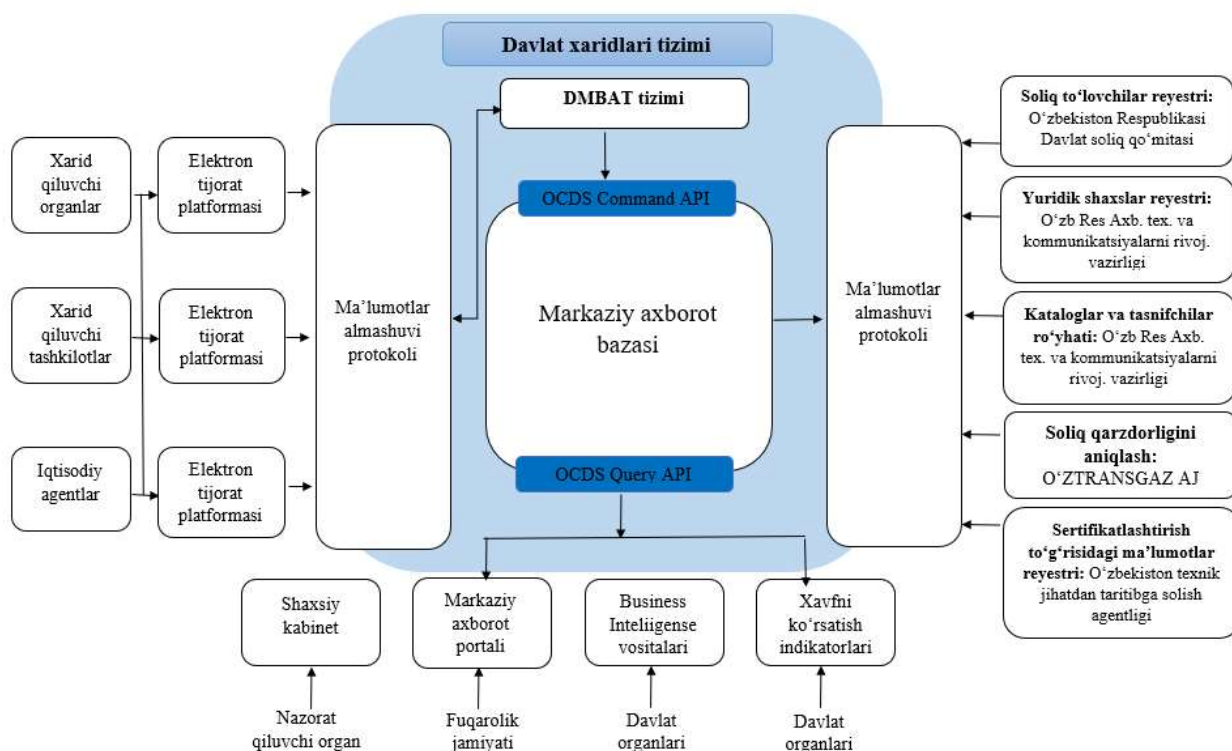 Davlat xaridlari tizimi
DMBAT tizimi
OCDS Command API
Markaziy axborot
bazasi
OCDS Query API
Xarid
qiluvchi
organlar
Elektron
tijorat
platformasi
Xarid
qiluvchi
tashkilotlar
Elektron
tijorat
platformasi
Iqtisodiy
agentlar
Elektron
tijorat
platformasi
Ma’lumotlar
almashuvi
protokoli
Ma’lumotlar
almashuvi
protokoli
Soliq to‘lovchilar reyestri:
O‘zbekiston Respublikasi
Davlat soliq qo‘mitasi
Yuridik shaxslar reyestri:
O‘zb Res Axb. tex. va
kommunikatsiyalarni rivoj.
vazirligi
Kataloglar va tasnifchilar
ro‘yhati: O‘zb Res Axb.
tex. va kommunikatsiyalarni
rivoj. vazirligi
Soliq qarzdorligini
aniqlash:
O‘ZTRANSGAZ AJ
Sertifikatlashtirish
to‘g‘risidagi ma’lumotlar
reyestri: O‘zbekiston texnik
jihatdan taritibga solish
agentligi
Shaxsiy
kabinet
Markaziy
axborot
portali
Business
Inteliigense
vositalari
Xavfni
ko‘rsatish
indikatorlari
Nazorat
qiluvchi organ
Fuqarolik
jamiyati
Davlat
organlari
Davlat
organlari